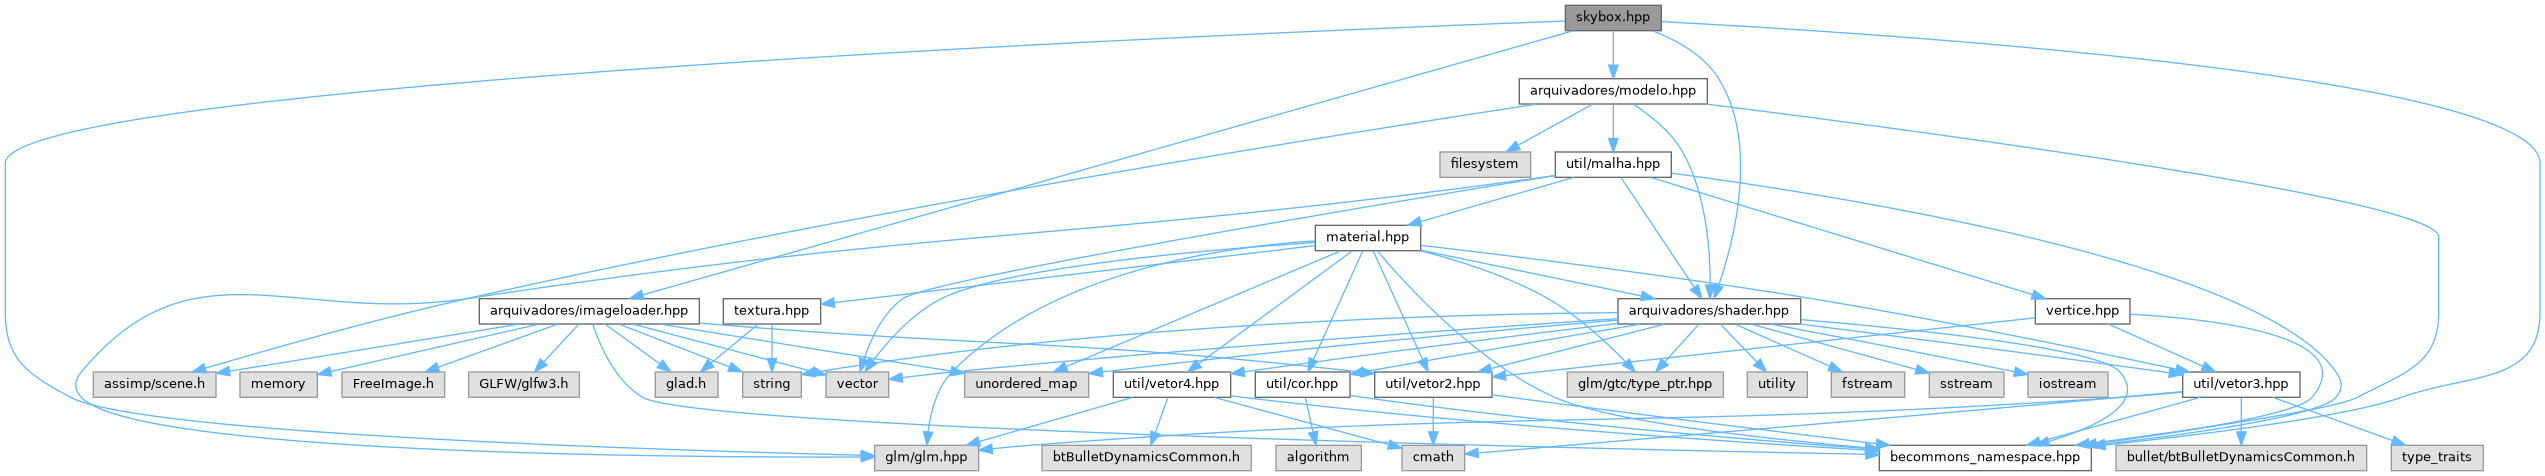 skybox.hpp
arquivadores/modelo.hpp
filesystem
util/malha.hpp
material.hpp
arquivadores/imageloader.hpp
textura.hpp
arquivadores/shader.hpp
vertice.hpp
assimp/scene.h
memory
FreeImage.h
GLFW/glfw3.h
glad.h
string
vector
unordered_map
util/vetor4.hpp
util/cor.hpp
util/vetor2.hpp
glm/gtc/type_ptr.hpp
utility
fstream
sstream
iostream
util/vetor3.hpp
glm/glm.hpp
btBulletDynamicsCommon.h
algorithm
cmath
becommons_namespace.hpp
bullet/btBulletDynamicsCommon.h
type_traits